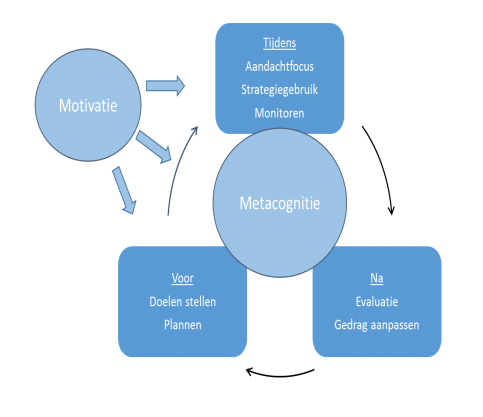 Tijdens
Aandachtfocus
Strategiegebruik
Monitoren
Motivatie
Metacognitie
Voor
Doelen stellen
Plannen
Na
Evaluatie
Gedrag aanpassen